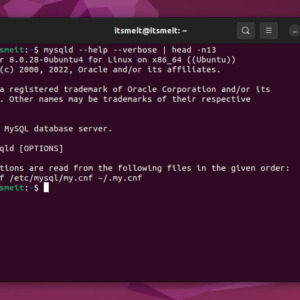 itsmeit@itsmeit: ~
smeit:~$ mysqld --help --verbose | head -n13
r 8.0.28-0ubuntu4 for Linux on x86_64 ((Ubuntu))
(c) 2000, 2022, Oracle and/or its affiliates.
a registered trademark of Oracle Corporation and/or its
. Other names may be trademarks of their respective
MySQL database server.
qld [OPTIONS]
tions are read from the following files in the given order:
f /etc/mysql/my.cnf ~/.my.cnf
smeit:~$